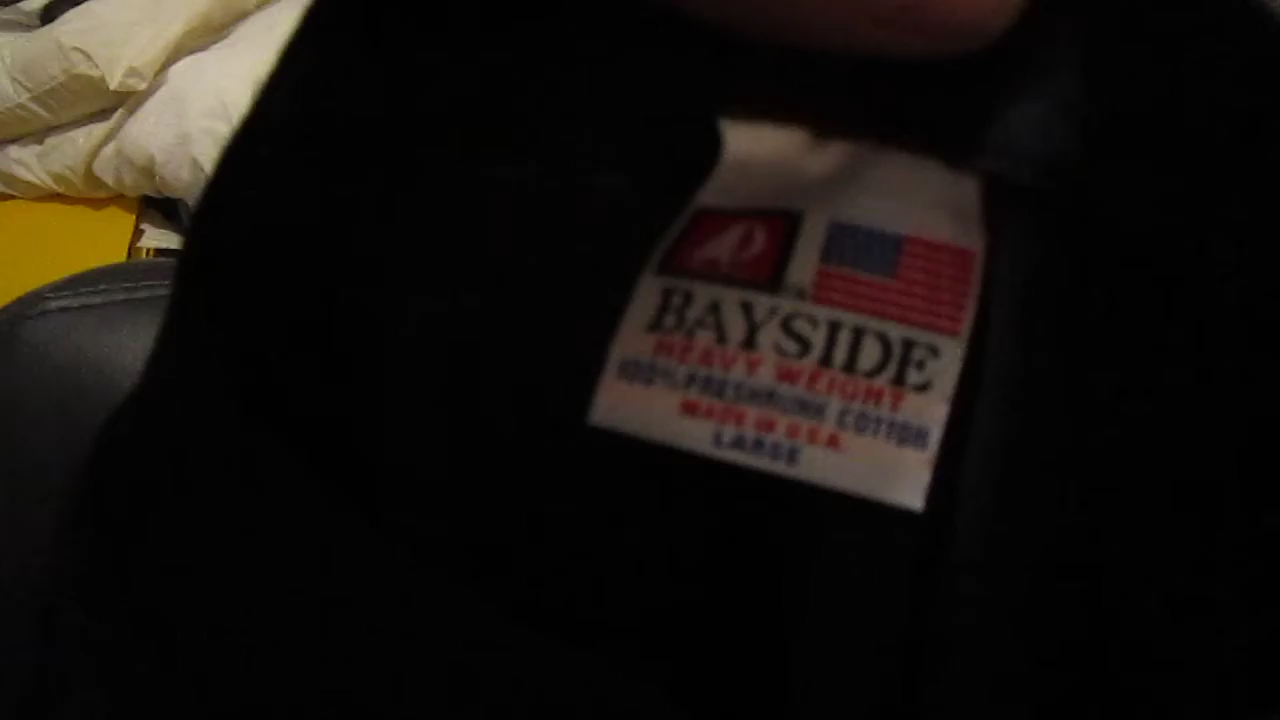 BAYSIDE
HEAVY WEIGHT
100% PRESHRUNK COTTON
MADE IN U.S.A.
LARGE